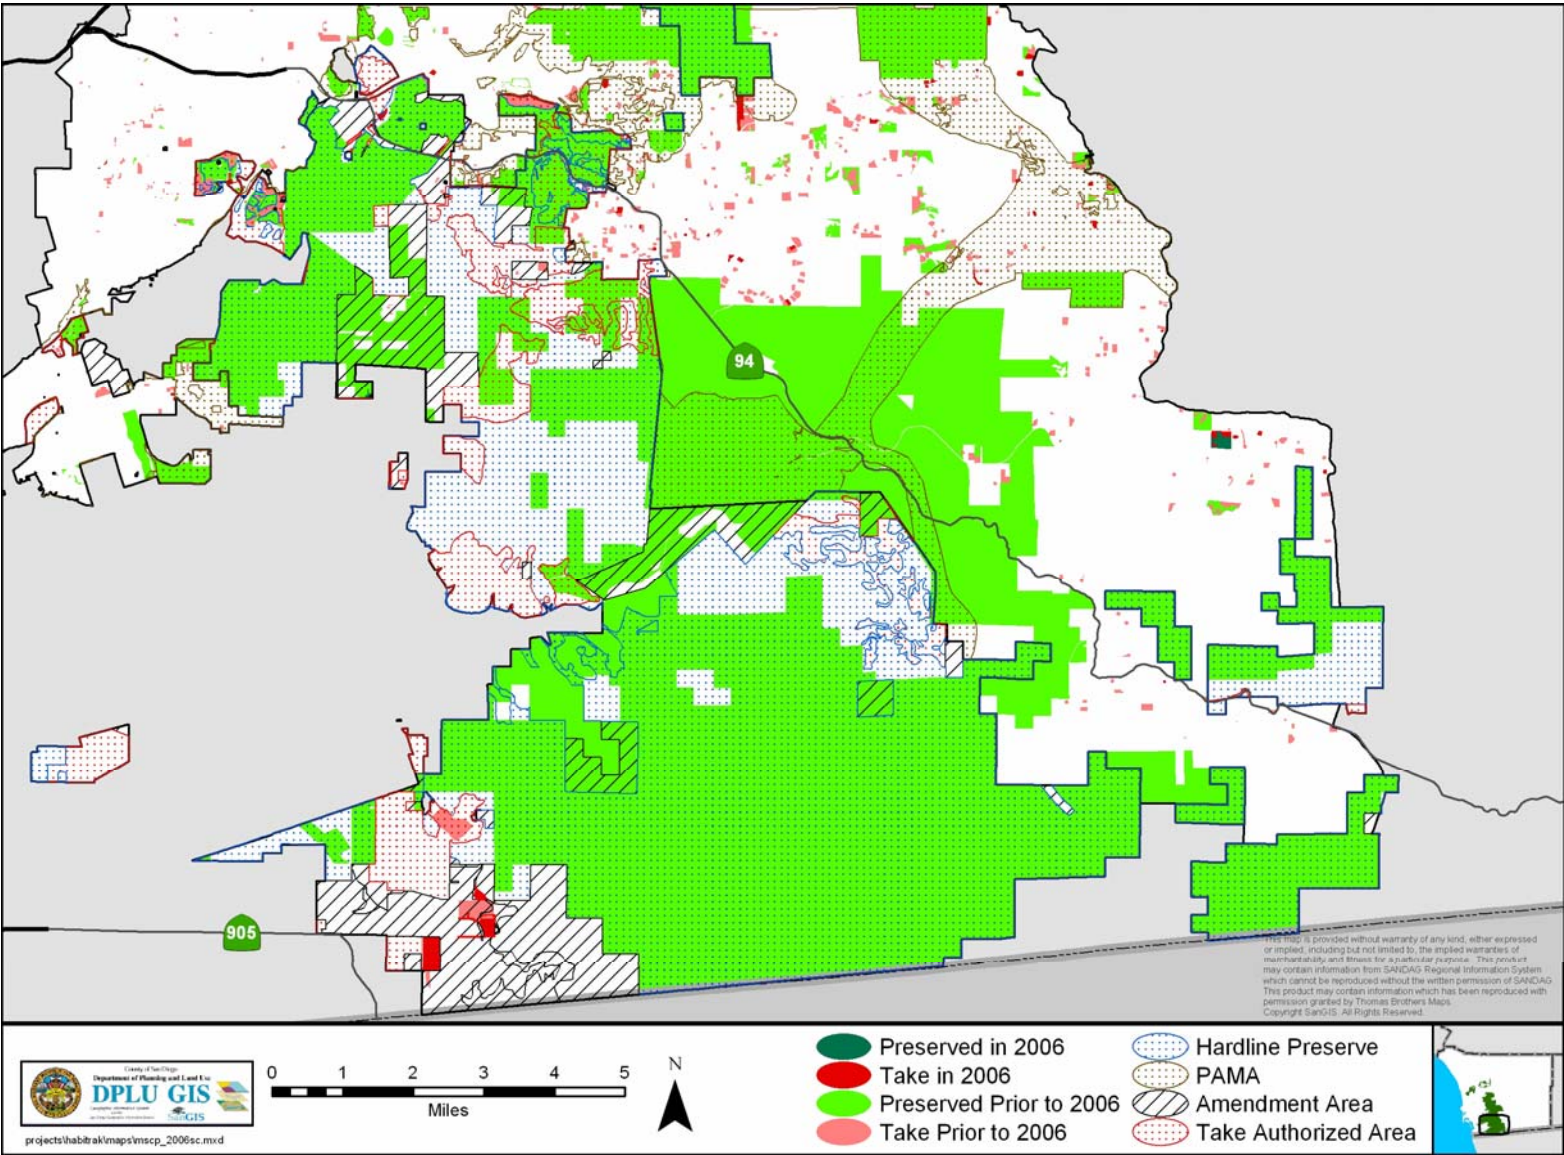 94
905
This map is provided without warranty of any kind, either expressed
or implied, including but not limited to, the implied warranties of
merchantability and fitness for a particular purpose. This product
may contain information from SANDAG Regional Information System
which cannot be reproduced without the written permission of SANDAG
This product may contain information which has been reproduced with
permission granted by Thomas Brothers Maps.
Copyright SanGIS. All Rights Reserved.
County of San Diego
Department of Planning and Land Use
DPLU GIS
SanGIS
projects\habitrak\maps\mscp_2006sc.mxd
0 1 2 3 4 5
Miles
N
Preserved in 2006
Take in 2006
Preserved Prior to 2006
Take Prior to 2006
Hardline Preserve
PAMA
Amendment Area
Take Authorized Area